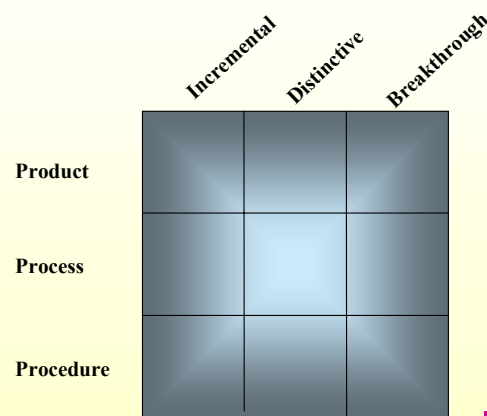 Incremental
Distinctive
Breakthrough
Product
Process
Procedure